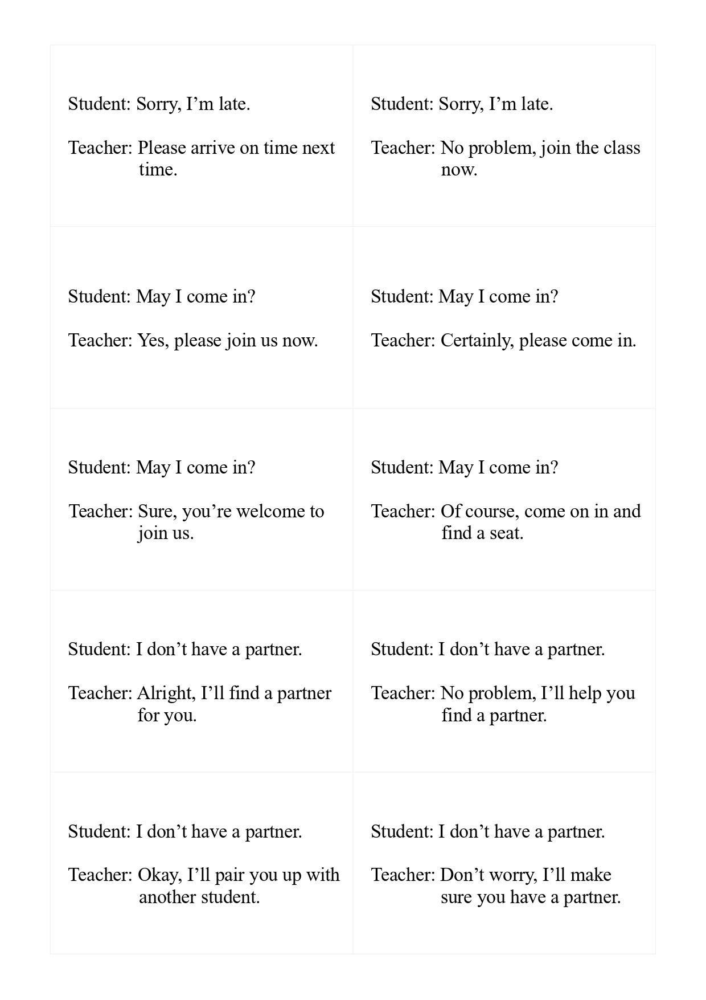 Student: Sorry, I’m late.
Teacher: Please arrive on time next
time.
Student: Sorry, I’m late.
Teacher: No problem, join the class
now.
Student: May I come in?
Teacher: Yes, please join us now.
Student: May I come in?
Teacher: Certainly, please come in.
Student: May I come in?
Teacher: Sure, you’re welcome to
join us.
Student: May I come in?
Teacher: Of course, come on in and
find a seat.
Student: I don’t have a partner.
Teacher: Alright, I’ll find a partner
for you.
Student: I don’t have a partner.
Teacher: No problem, I’ll help you
find a partner.
Student: I don’t have a partner.
Teacher: Okay, I’ll pair you up with
another student.
Student: I don’t have a partner.
Teacher: Don’t worry, I’ll make
sure you have a partner.